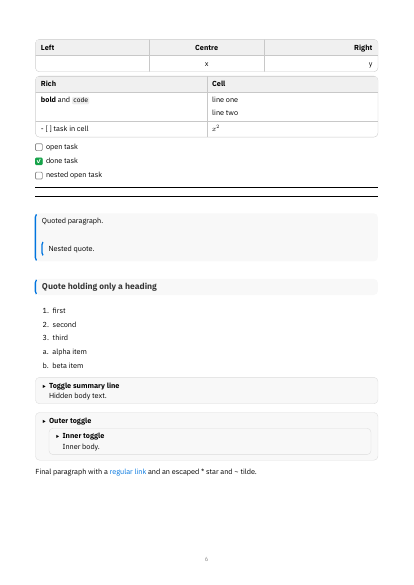 Left Centre Right
x y
Rich Cell
bold and code line one
line two
- [ ] task in cell x²
open task
done task
nested open task
Quoted paragraph.
Nested quote.
Quote holding only a heading
1. first
2. second
3. third
a. alpha item
b. beta item
▸ Toggle summary line
Hidden body text.
▸ Outer toggle
▸ Inner toggle
Inner body.
Final paragraph with a regular link and an escaped * star and ~ tilde.
6